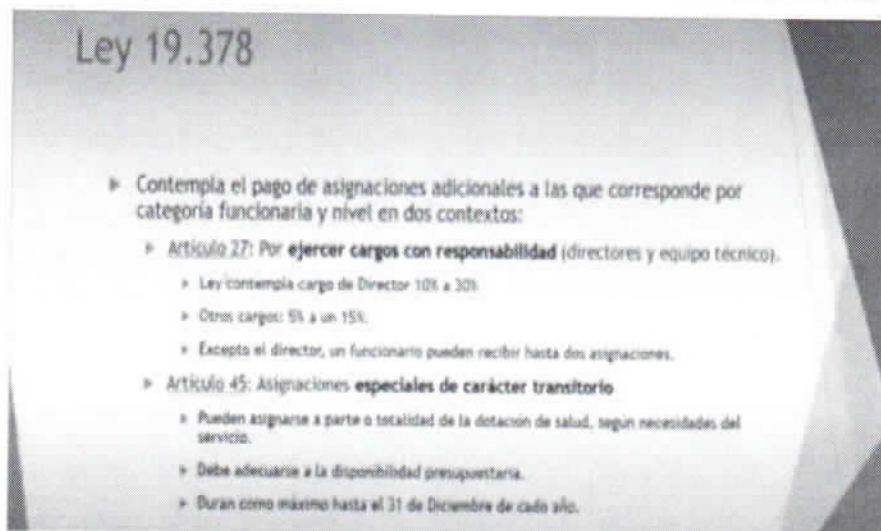 Ley 19.378
Contempla el pago de asignaciones adicionales a las que corresponde por
categoría funcionaria y nivel en dos contextos:
Artículo 27: Por ejercer cargos con responsabilidad (directores y equipo técnico).
Ley contempla cargo de Director 10% a 30%
Otros cargos: 5% a un 15%.
Excepto el director, un funcionario pueden recibir hasta dos asignaciones.
Artículo 45: Asignaciones especiales de carácter transitorio
Pueden asignarse a parte o totalidad de la dotación de salud, según necesidades del
servicio.
Debe adecuarse a la disponibilidad presupuestaria.
Duran como máximo hasta el 31 de Diciembre de cado año.